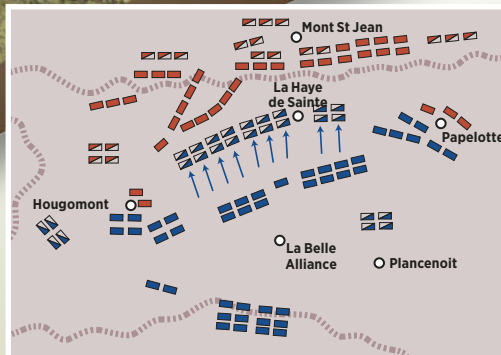 Mont St Jean
La Haye
de Sainte
Papelotte
Hougomont
La Belle
Alliance
Plancenoit